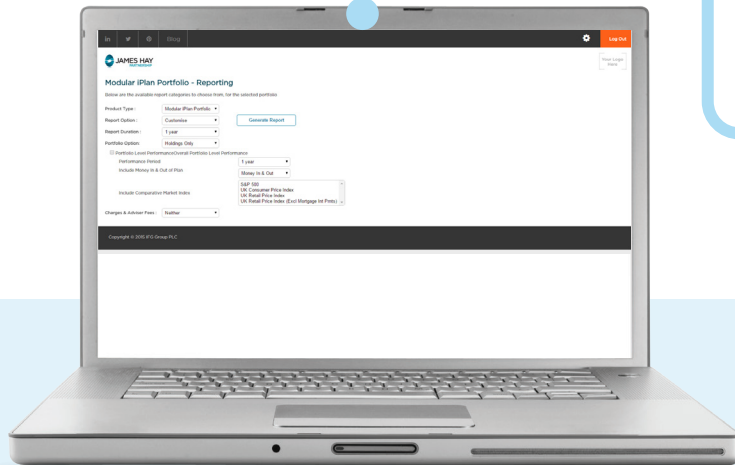 in Blog Log Out
JAMES HAY
PARTNERSHIP
Your Logo
Here
Modular iPlan Portfolio - Reporting
Below are the available report categories to choose from, for the selected portfolio
Product Type : Modular iPlan Portfolio
Report Option : Customise Generate Report
Report Duration : 1 year
Portfolio Option: Holdings Only
Portfolio Level PerformanceOverall Portfolio Level Performance
Performance Period 1 year
Include Money In & Out of Plan Money In & Out
S&P 500
UK Consumer Price Index
Include Comparative Market Index UK Retail Price Index
UK Retail Price Index (Excl Mortgage Int Pmts)
Charges & Adviser Fees : Neither
Copyright © 2015 IFG Group PLC